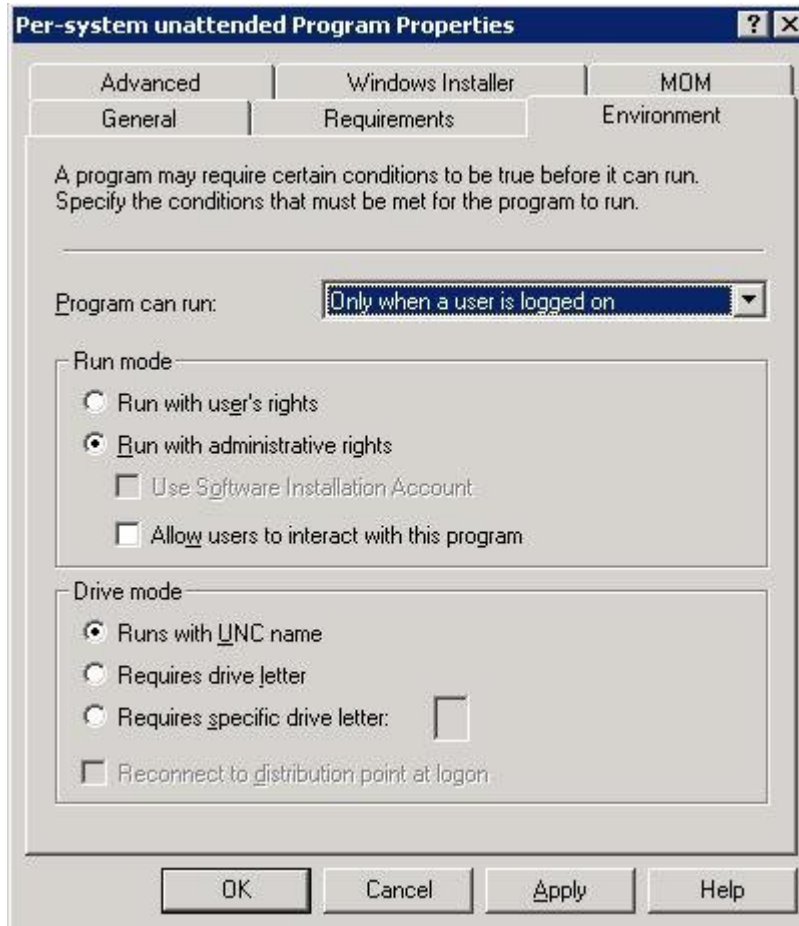 Per-system unattended Program Properties
Advanced Windows Installer MOM
General Requirements Environment
A program may require certain conditions to be true before it can run.
Specify the conditions that must be met for the program to run.
Program can run: Only when a user is logged on
Run mode
Run with user's rights
Run with administrative rights
Use Software Installation Account
Allow users to interact with this program
Drive mode
Runs with UNC name
Requires drive letter
Requires specific drive letter:
Reconnect to distribution point at logon
OK Cancel Apply Help